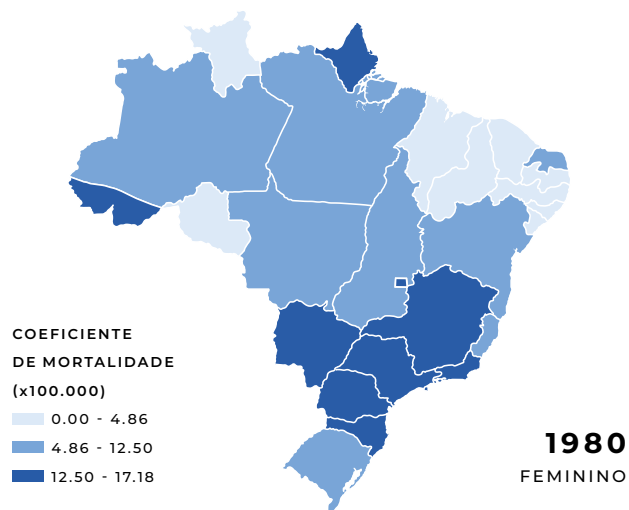 COEFICIENTE
DE MORTALIDADE
(x100.000)
0.00 - 4.86
4.86 - 12.50
12.50 - 17.18
1980
FEMININO